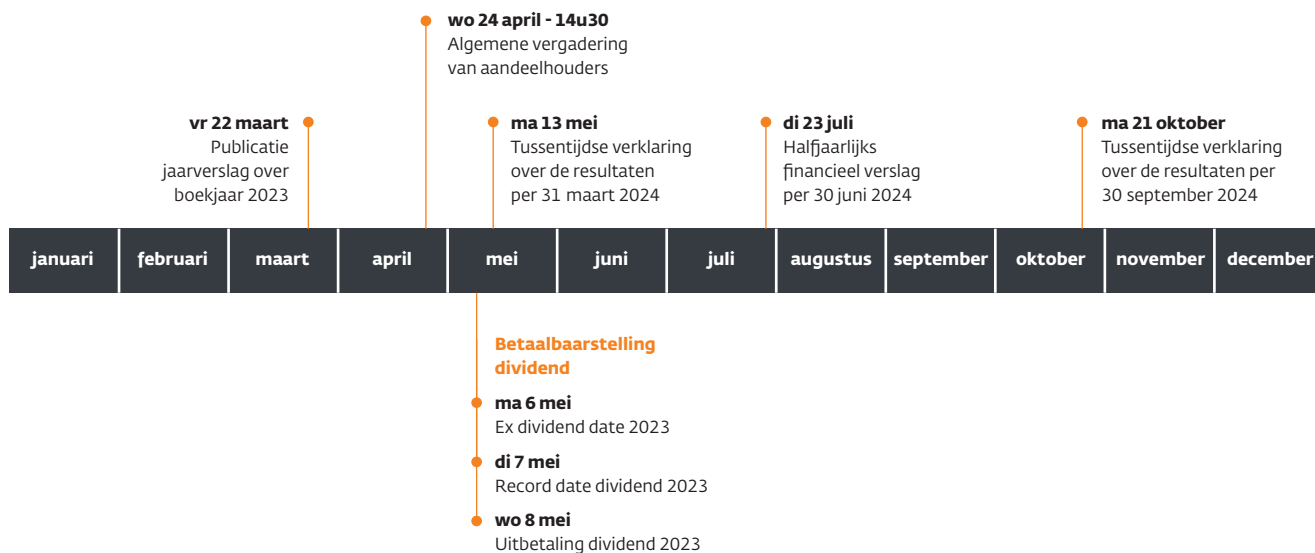 wo 24 april - 14u30
Algemene vergadering
van aandeelhouders
vr 22 maart
Publicatie
jaarverslag over
boekjaar 2023
ma 13 mei
Tussentijdse verklaring
over de resultaten
per 31 maart 2024
di 23 juli
Halfjaarlijks
financieel verslag
per 30 juni 2024
ma 21 oktober
Tussentijdse verklaring
over de resultaten per
30 september 2024
januari
februari
maart
april
mei
juni
juli
augustus
september
oktober
november
december
Betaalbaarstelling
dividend
ma 6 mei
Ex dividend date 2023
di 7 mei
Record date dividend 2023
wo 8 mei
Uitbetaling dividend 2023